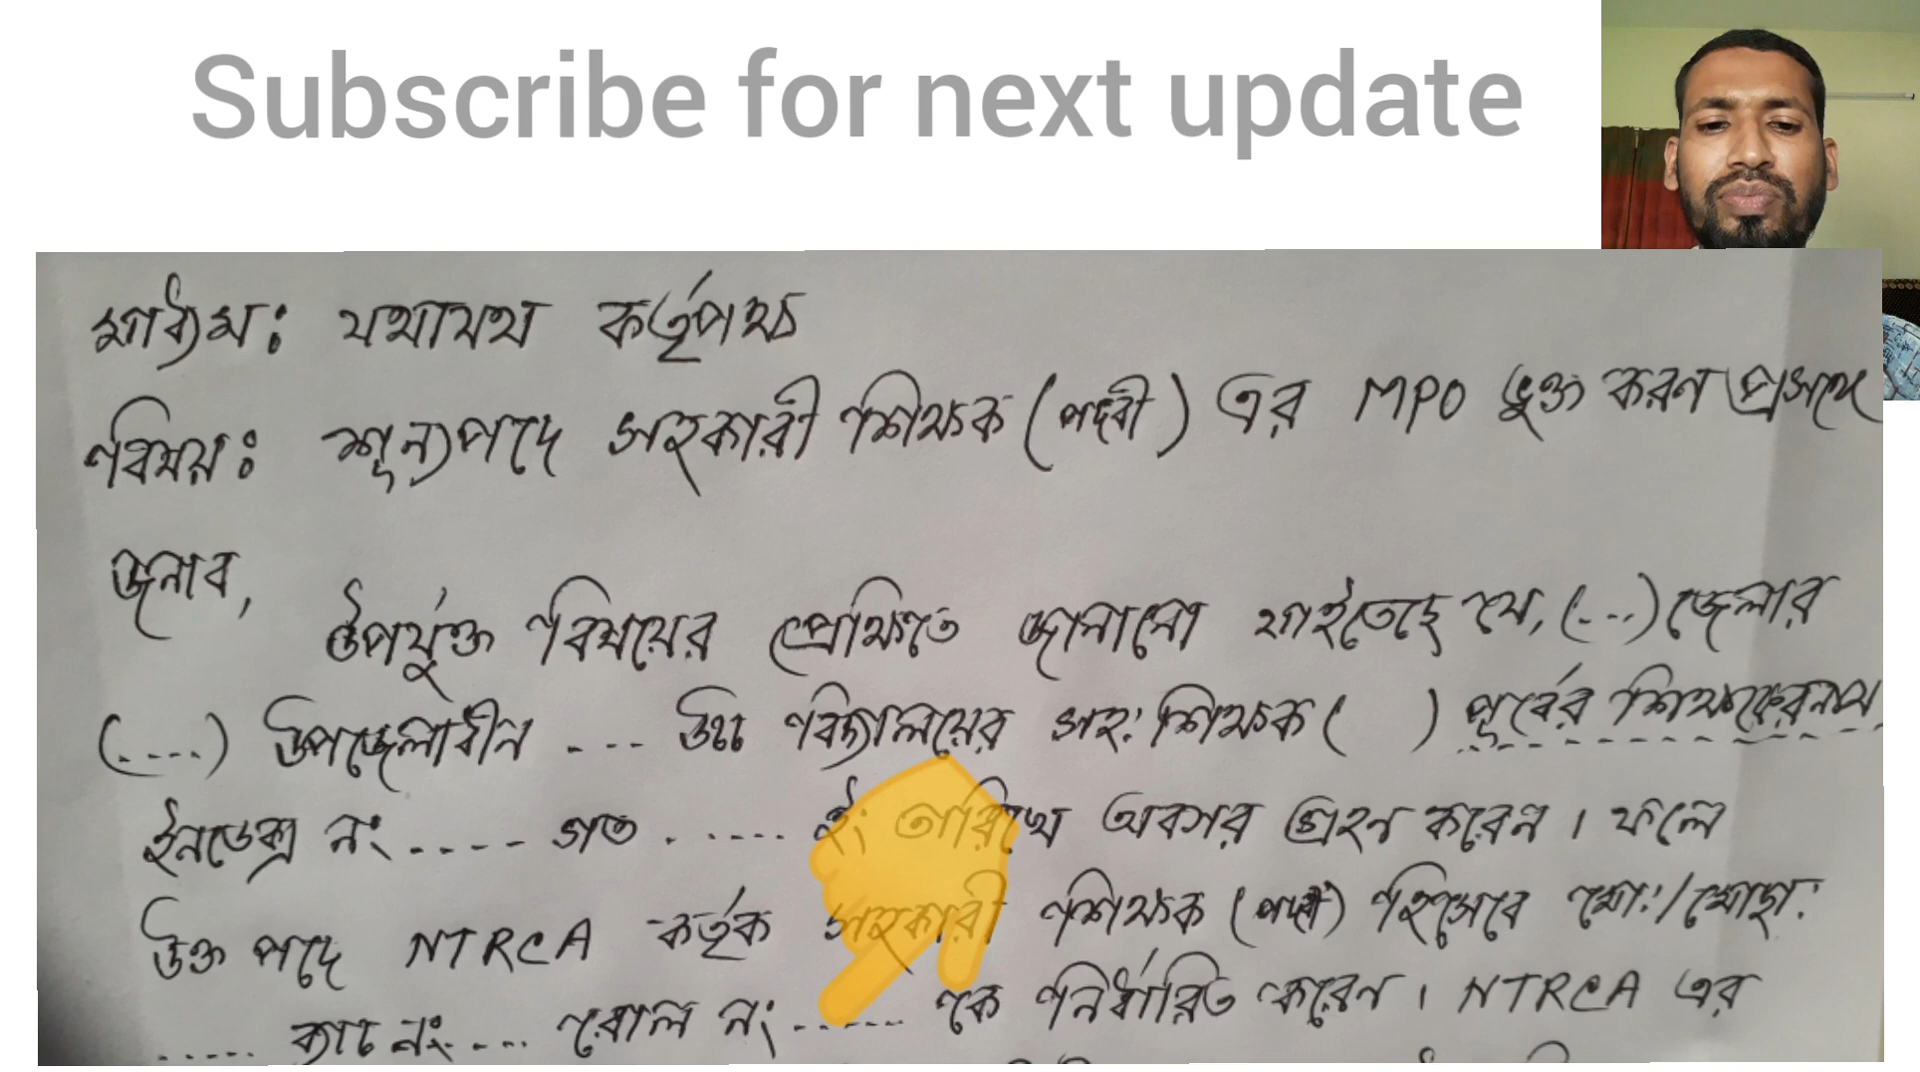 Subscribe for next update
মাধ্যম: যথাযথ কর্তৃপক্ষ
বিষয়: শূন্যপদে সহকারী শিক্ষক (পদবী) এর MPO ভুক্ত করণ প্রসঙ্গে
জনাব,
উপর্যুক্ত বিষয়ের প্রেক্ষিতে জানানো যাইতেছে যে, (...) জেলার
(....) উপজেলাধীন .... উচ্চ বিদ্যালয়ের সহ: শিক্ষক ( ) পূর্বের শিক্ষকের নাম
ইনডেক্স নং ..... গত ...... ইং তারিখে অবসর গ্রহণ করেন। ফলে
উক্ত পদে NTRCA কর্তৃক সহকারী শিক্ষক (পদবী) হিসেবে মো:/মোছা:
..... ব্যাচ নং.... রোল নং ...... কে নির্ধারিত করেন। NTRCA এর